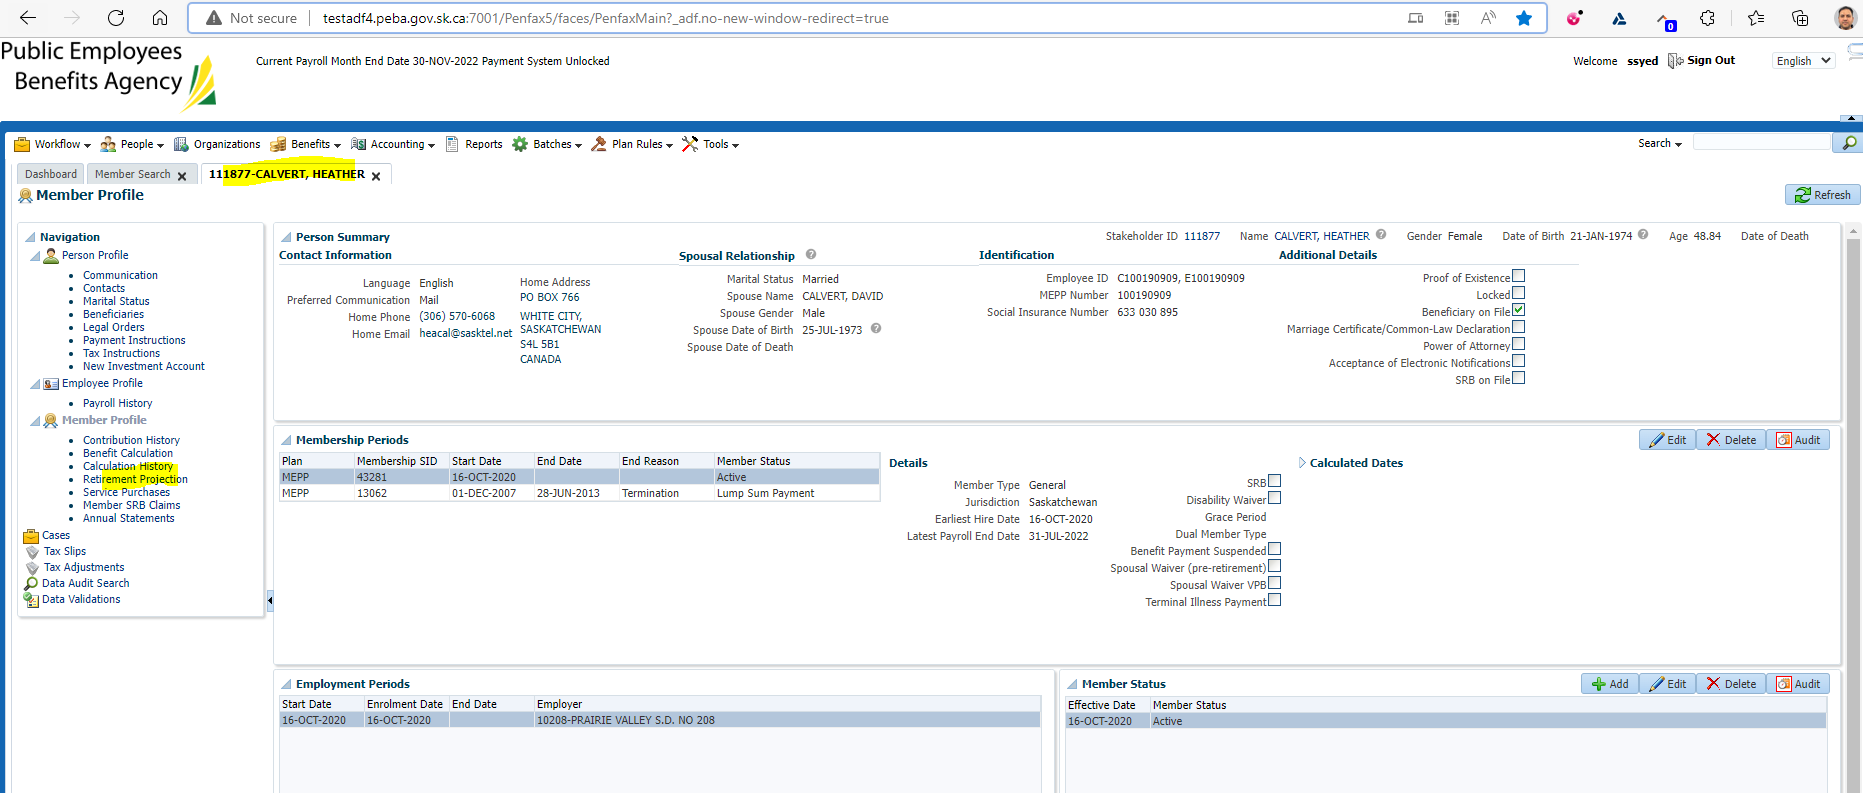 Not secure | testadf4.peba.gov.sk.ca:7001/Penfax5/faces/PenfaxMain?_adf.no-new-window-redirect=true
0
Public Employees
Benefits Agency
Current Payroll Month End Date 30-NOV-2022 Payment System Unlocked
Welcome ssyed Sign Out English
Workflow People Organizations Benefits Accounting Reports Batches Plan Rules Tools Search
Dashboard Member Search 111877-CALVERT, HEATHER
Member Profile Refresh
Navigation
Person Profile
Communication
Contacts
Marital Status
Beneficiaries
Legal Orders
Payment Instructions
Tax Instructions
New Investment Account
Employee Profile
Payroll History
Member Profile
Contribution History
Benefit Calculation
Calculation History
Retirement Projection
Service Purchases
Member SRB Claims
Annual Statements
Cases
Tax Slips
Tax Adjustments
Data Audit Search
Data Validations
Person Summary Stakeholder ID 111877 Name CALVERT, HEATHER Gender Female Date of Birth 21-JAN-1974 Age 48.84 Date of Death
Contact Information
Language English
Preferred Communication Mail
Home Phone (306) 570-6068
Home Email heacal@sasktel.net
Home Address
PO BOX 766
WHITE CITY,
SASKATCHEWAN
S4L 5B1
CANADA
Spousal Relationship
Marital Status Married
Spouse Name CALVERT, DAVID
Spouse Gender Male
Spouse Date of Birth 25-JUL-1973
Spouse Date of Death
Identification
Employee ID C100190909, E100190909
MEPP Number 100190909
Social Insurance Number 633 030 895
Additional Details
Proof of Existence
Locked
Beneficiary on File
Marriage Certificate/Common-Law Declaration
Power of Attorney
Acceptance of Electronic Notifications
SRB on File
Membership Periods Edit Delete Audit
Plan Membership SID Start Date End Date End Reason Member Status
MEPP 43281 16-OCT-2020 Active
MEPP 13062 01-DEC-2007 28-JUN-2013 Termination Lump Sum Payment
Details
Member Type General
Jurisdiction Saskatchewan
Earliest Hire Date 16-OCT-2020
Latest Payroll End Date 31-JUL-2022
SRB
Disability Waiver
Grace Period
Dual Member Type
Benefit Payment Suspended
Spousal Waiver (pre-retirement)
Spousal Waiver VPB
Terminal Illness Payment
Calculated Dates
Employment Periods
Start Date Enrolment Date End Date Employer
16-OCT-2020 16-OCT-2020 10208-PRAIRIE VALLEY S.D. NO 208
Member Status Add Edit Delete Audit
Effective Date Member Status
16-OCT-2020 Active